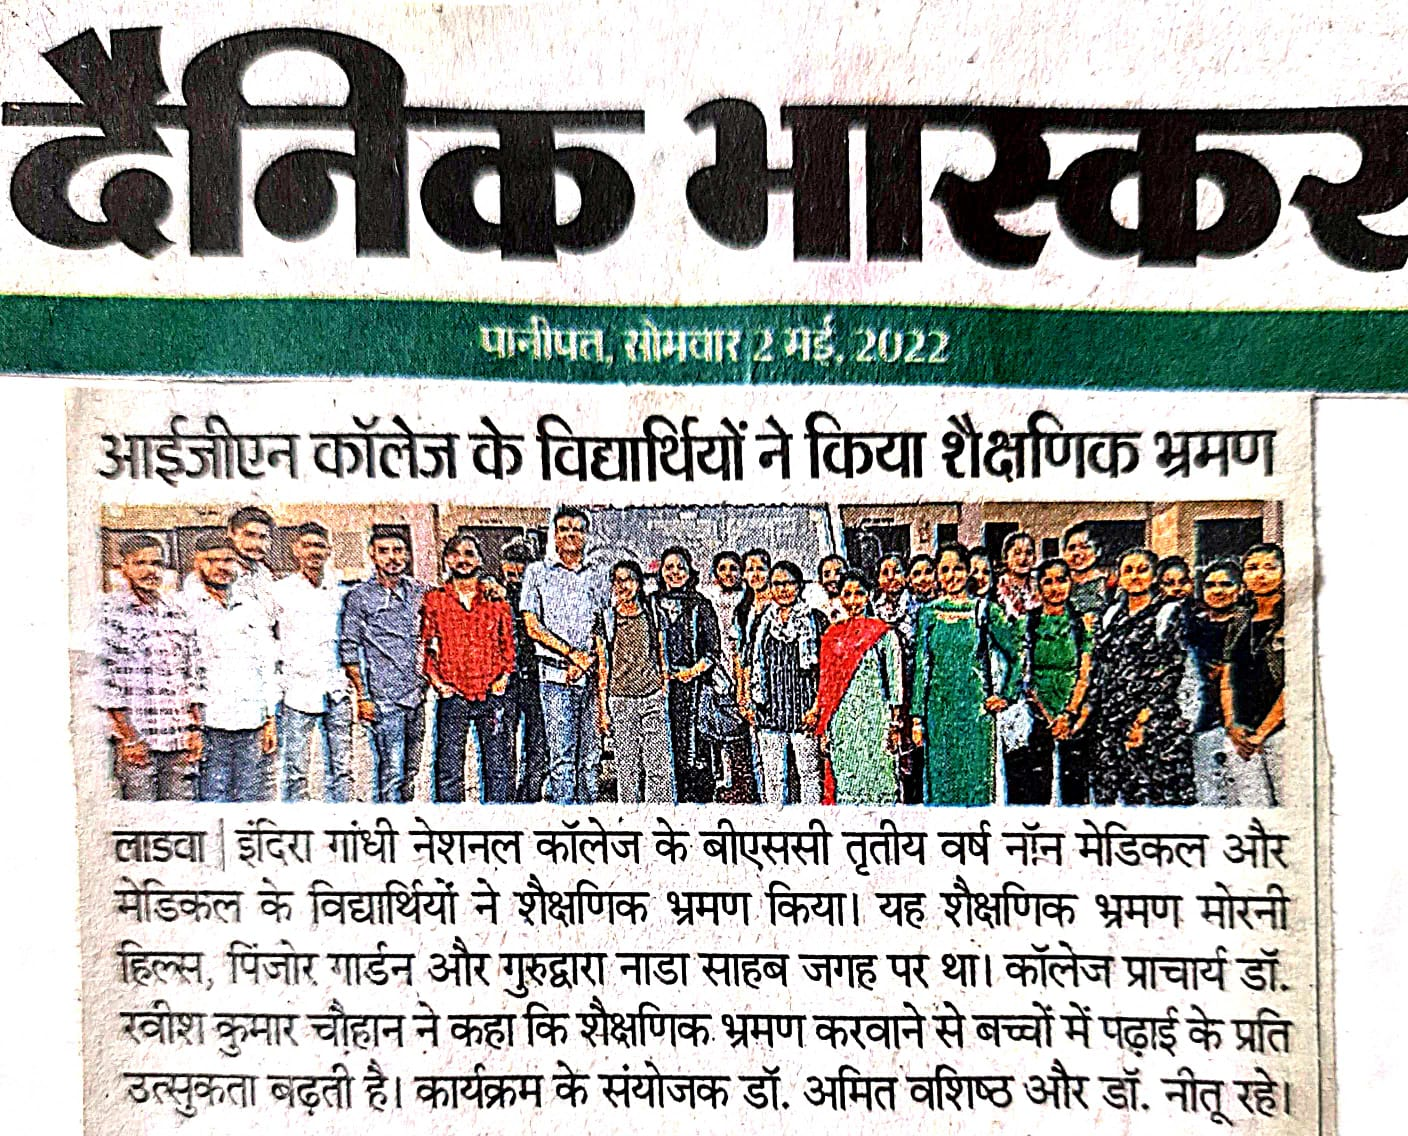 दैनिक भास्कर
पानीपत, सोमवार 2 मई, 2022
आईजीएन कॉलेज के विद्यार्थियों ने किया शैक्षणिक भ्रमण
लाडवा | इंदिरा गांधी नेशनल कॉलेज के बीएससी तृतीय वर्ष नॉन मेडिकल और
मेडिकल के विद्यार्थियों ने शैक्षणिक भ्रमण किया। यह शैक्षणिक भ्रमण मोरनी
हिल्स, पिंजोर गार्डन और गुरुद्वारा नाडा साहब जगह पर था। कॉलेज प्राचार्य डॉ.
रवीश कुमार चौहान ने कहा कि शैक्षणिक भ्रमण करवाने से बच्चों में पढ़ाई के प्रति
उत्सुकता बढ़ती है। कार्यक्रम के संयोजक डॉ. अमित वशिष्ठ और डॉ. नीतू रहे।